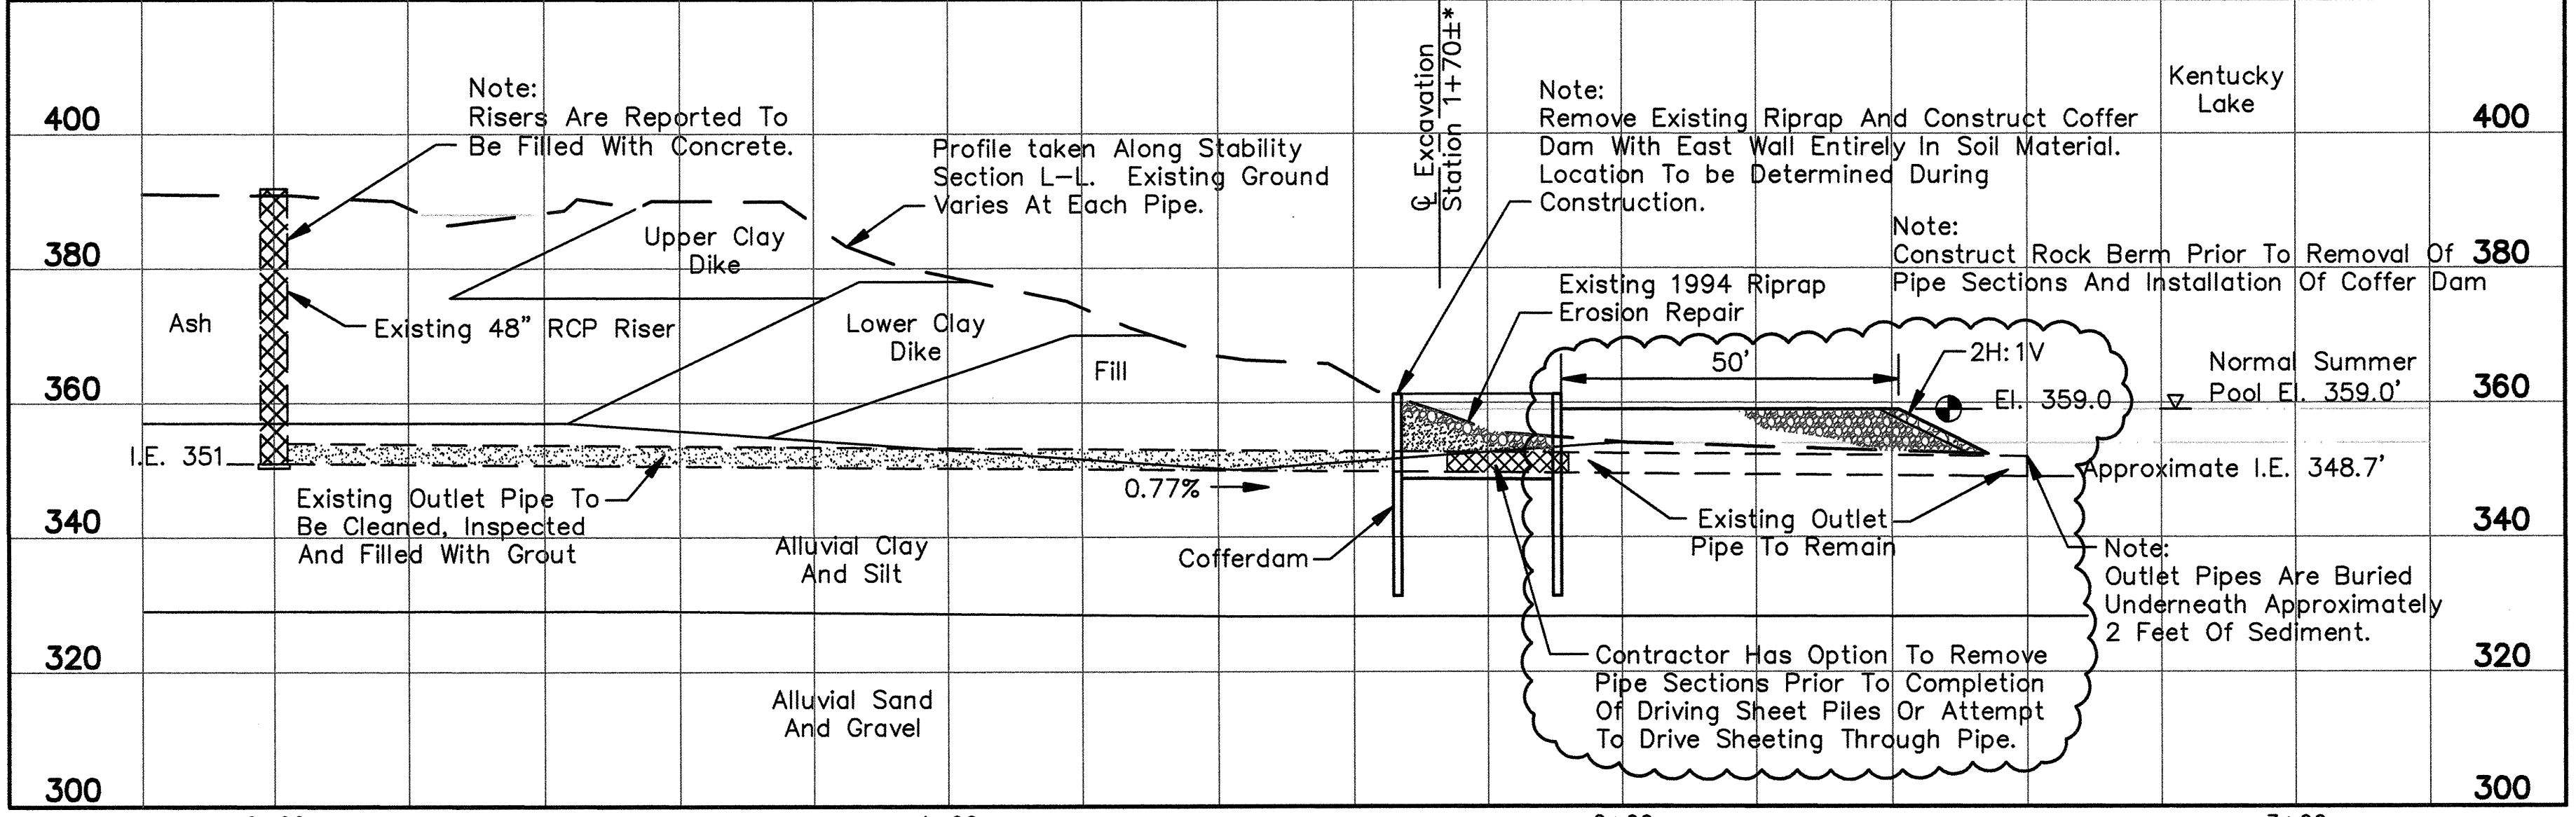 Note:
Risers Are Reported To
Be Filled With Concrete.
Profile taken Along Stability
Section L-L. Existing Ground
Varies At Each Pipe.
℄ Excavation
Station 1+70±*
Note:
Remove Existing Riprap And Construct Coffer
Dam With East Wall Entirely In Soil Material.
Location To be Determined During
Construction.
Kentucky
Lake
Note:
Construct Rock Berm Prior To Removal Of
Pipe Sections And Installation Of Coffer Dam
400
380
360
340
320
300
400
380
360
340
320
300
Upper Clay
Dike
Existing 1994 Riprap
Erosion Repair
Ash
Existing 48" RCP Riser
Lower Clay
Dike
Fill
50'
2H:1V
El. 359.0
Normal Summer
Pool El. 359.0'
I.E. 351
Approximate I.E. 348.7'
0.77%
Existing Outlet Pipe To
Be Cleaned, Inspected
And Filled With Grout
Alluvial Clay
And Silt
Cofferdam
Existing Outlet
Pipe To Remain
Note:
Outlet Pipes Are Buried
Underneath Approximately
2 Feet Of Sediment.
Contractor Has Option To Remove
Pipe Sections Prior To Completion
Of Driving Sheet Piles Or Attempt
To Drive Sheeting Through Pipe.
Alluvial Sand
And Gravel